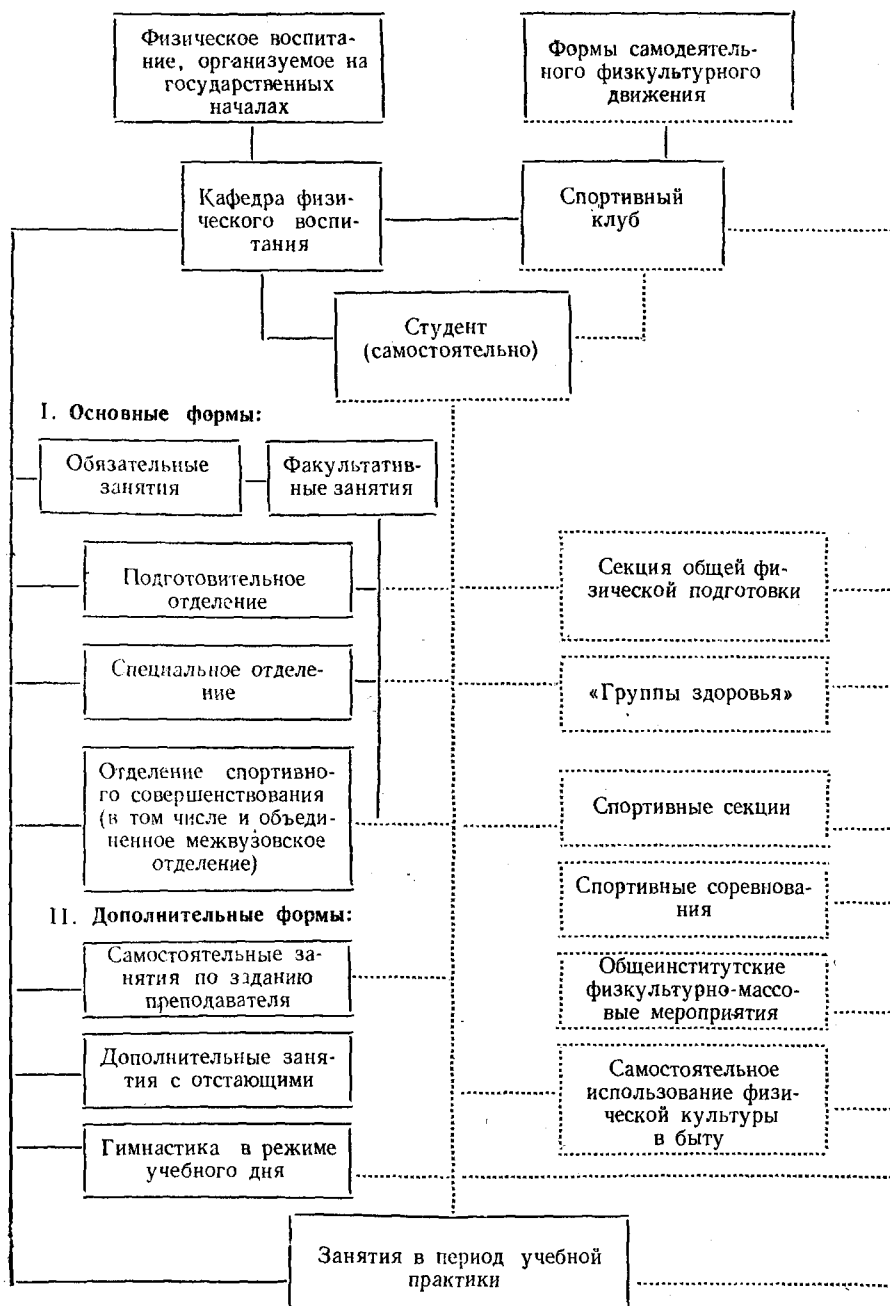 Физическое воспита-
ние, организуемое на
государственных
началах
Формы самодеятель-
ного физкультурного
движения
Кафедра физи-
ческого воспи-
тания
Спортивный
клуб
Студент
(самостоятельно)
I. Основные формы:
Обязательные
занятия
Факультатив-
ные занятия
Подготовительное
отделение
Секция общей фи-
зической подготовки
Специальное отделе-
ние
«Группы здоровья»
Отделение спортивно-
го совершенствования
(в том числе и объеди-
ненное межвузовское
отделение)
Спортивные секции
Спортивные соревнова-
ния
II. Дополнительные формы:
Самостоятельные за-
нятия по заданию
преподавателя
Общеинститутские
физкультурно-массо-
вые мероприятия
Дополнительные заня-
тия с отстающими
Самостоятельное
использование физи-
ческой культуры
в быту
Гимнастика в режиме
учебного дня
Занятия в период учебной
практики